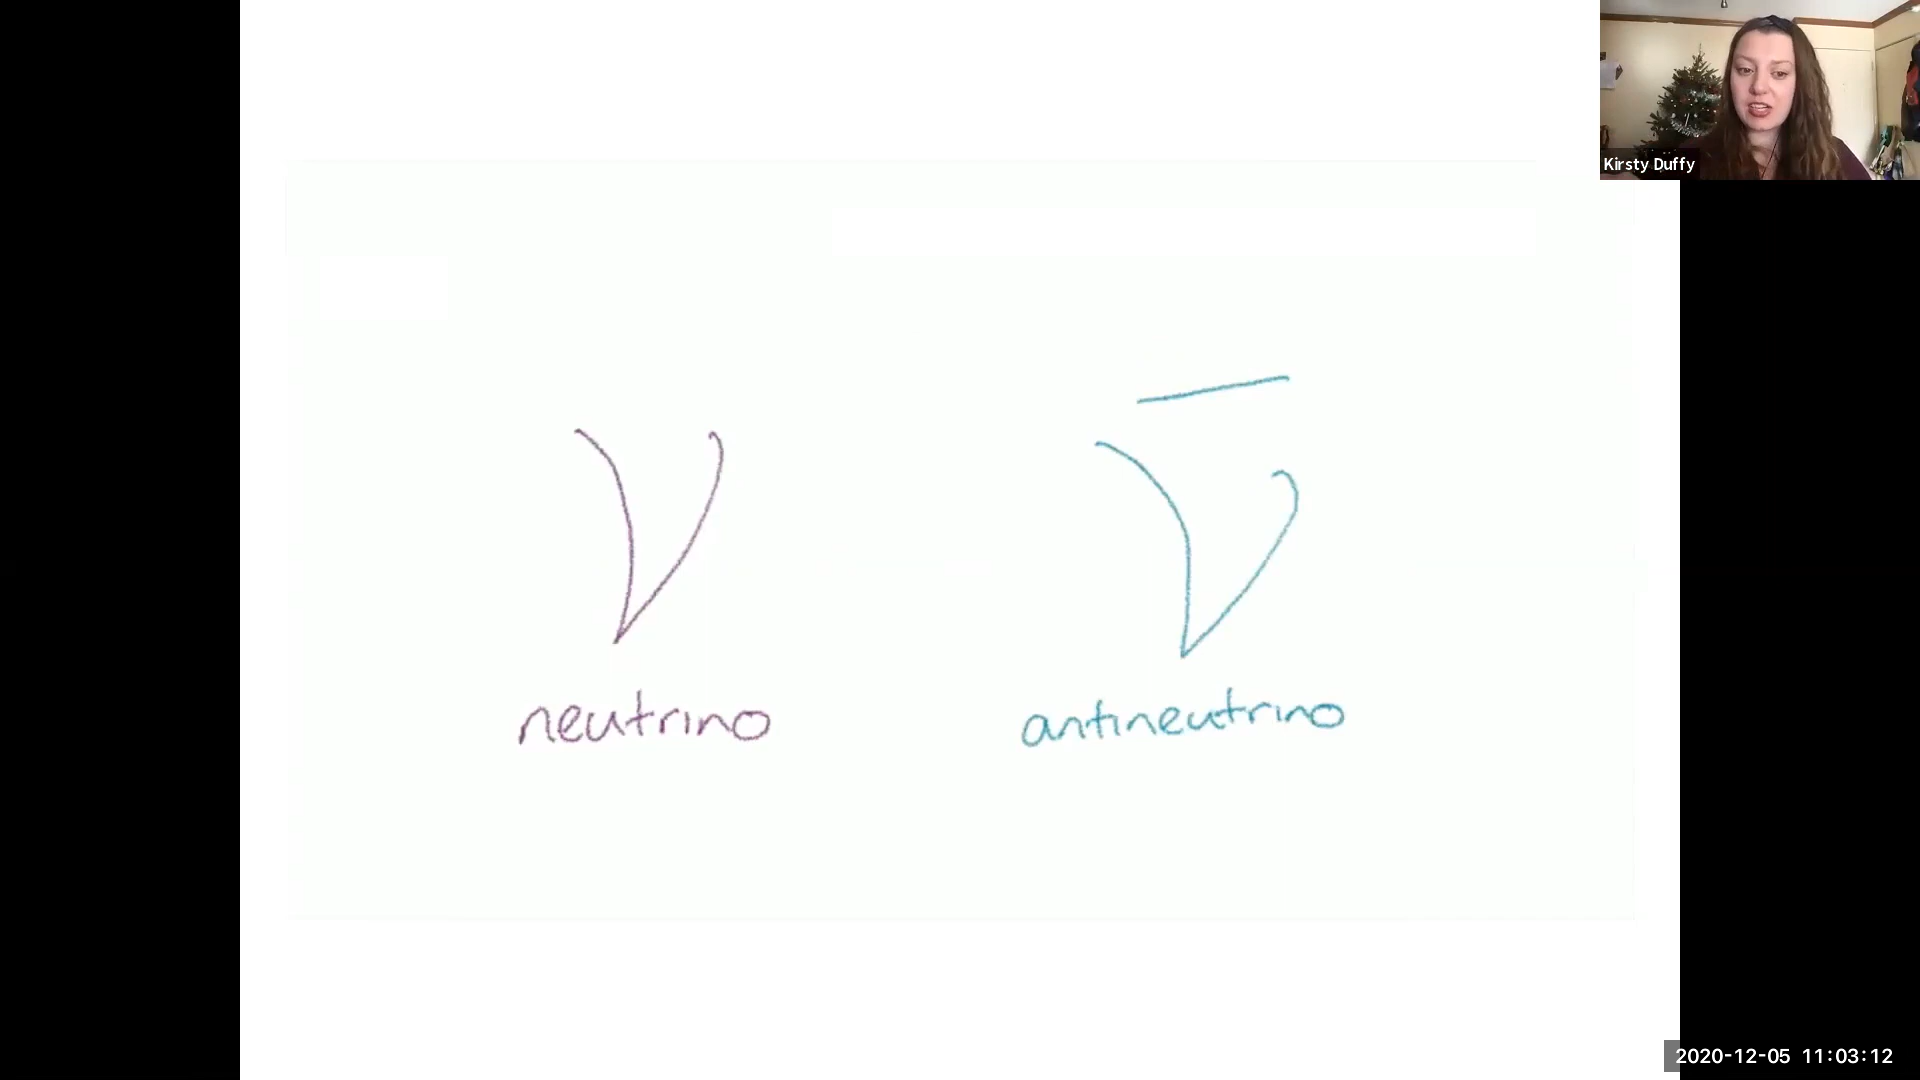 Kirsty Duffy
ν ν̅
neutrino antineutrino
2020-12-05 11:03:12